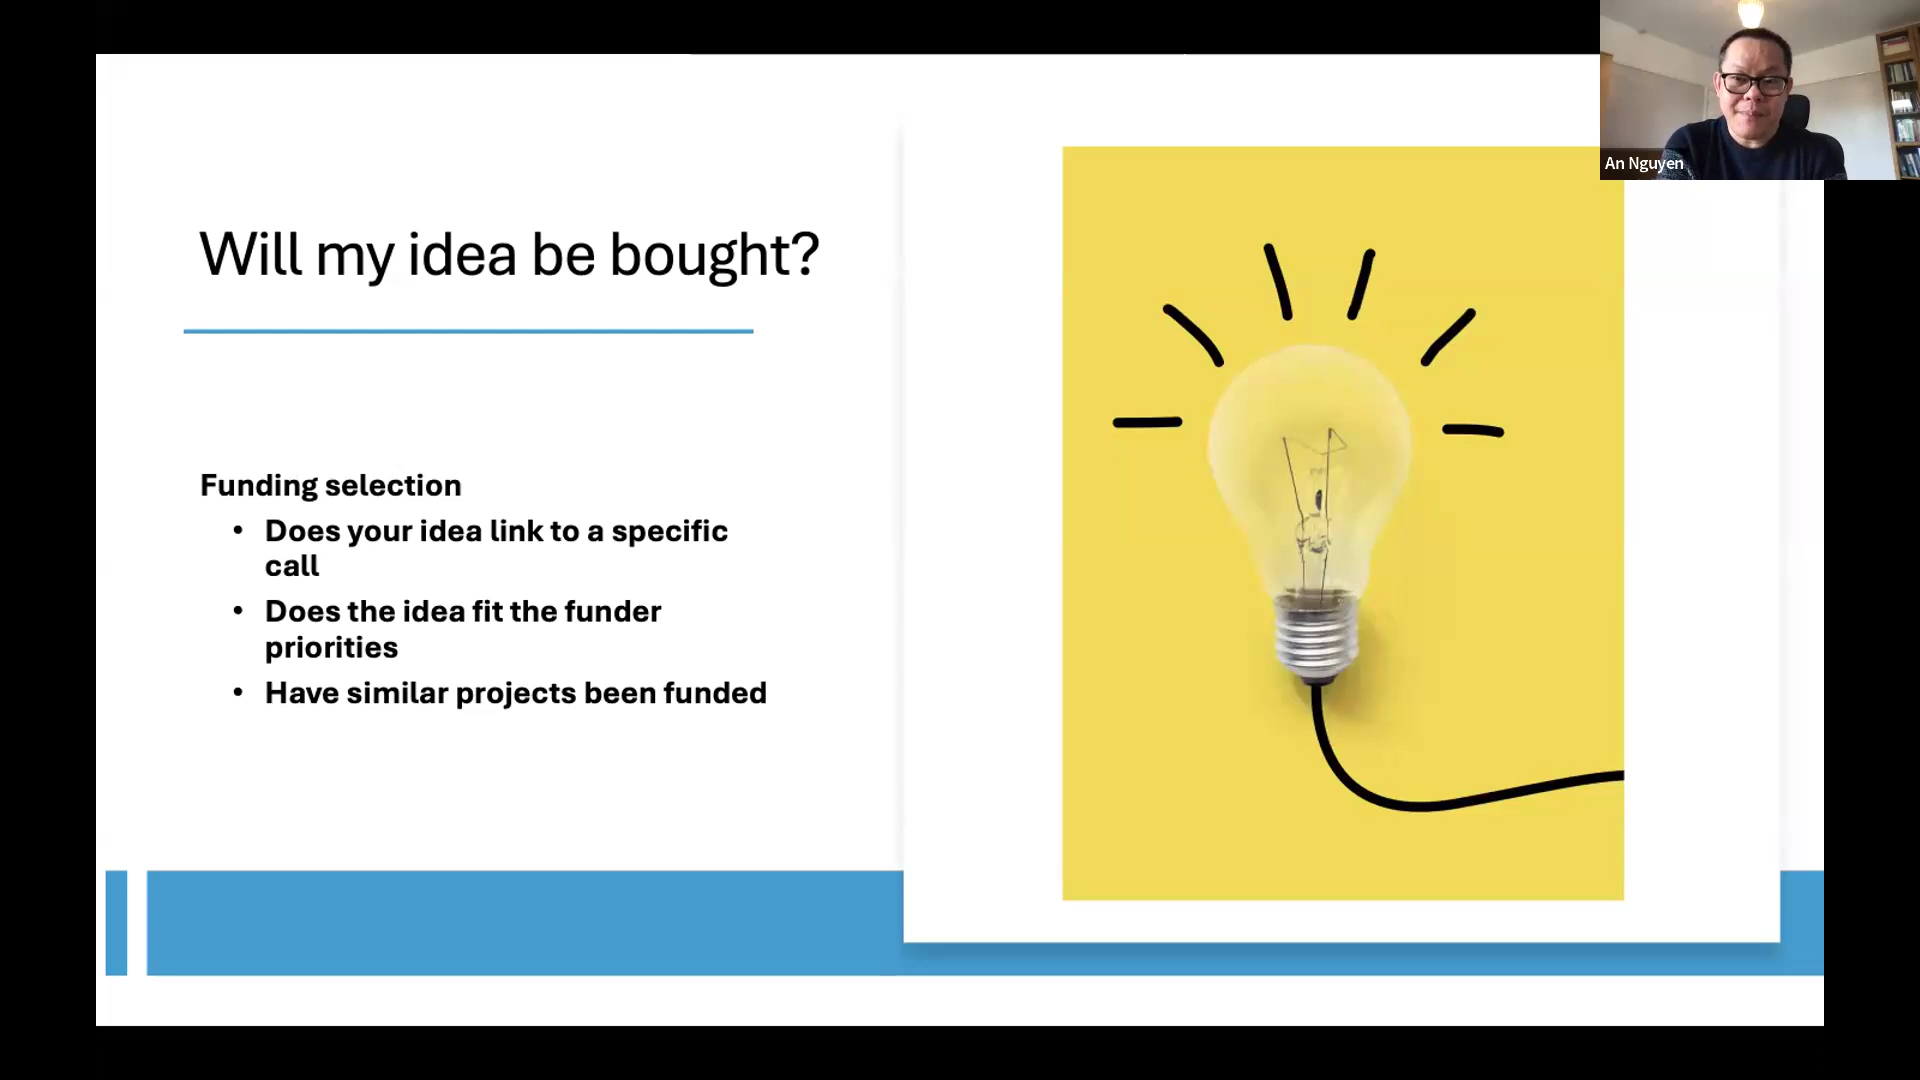 An Nguyen
Will my idea be bought?
Funding selection
• Does your idea link to a specific
call
• Does the idea fit the funder
priorities
• Have similar projects been funded